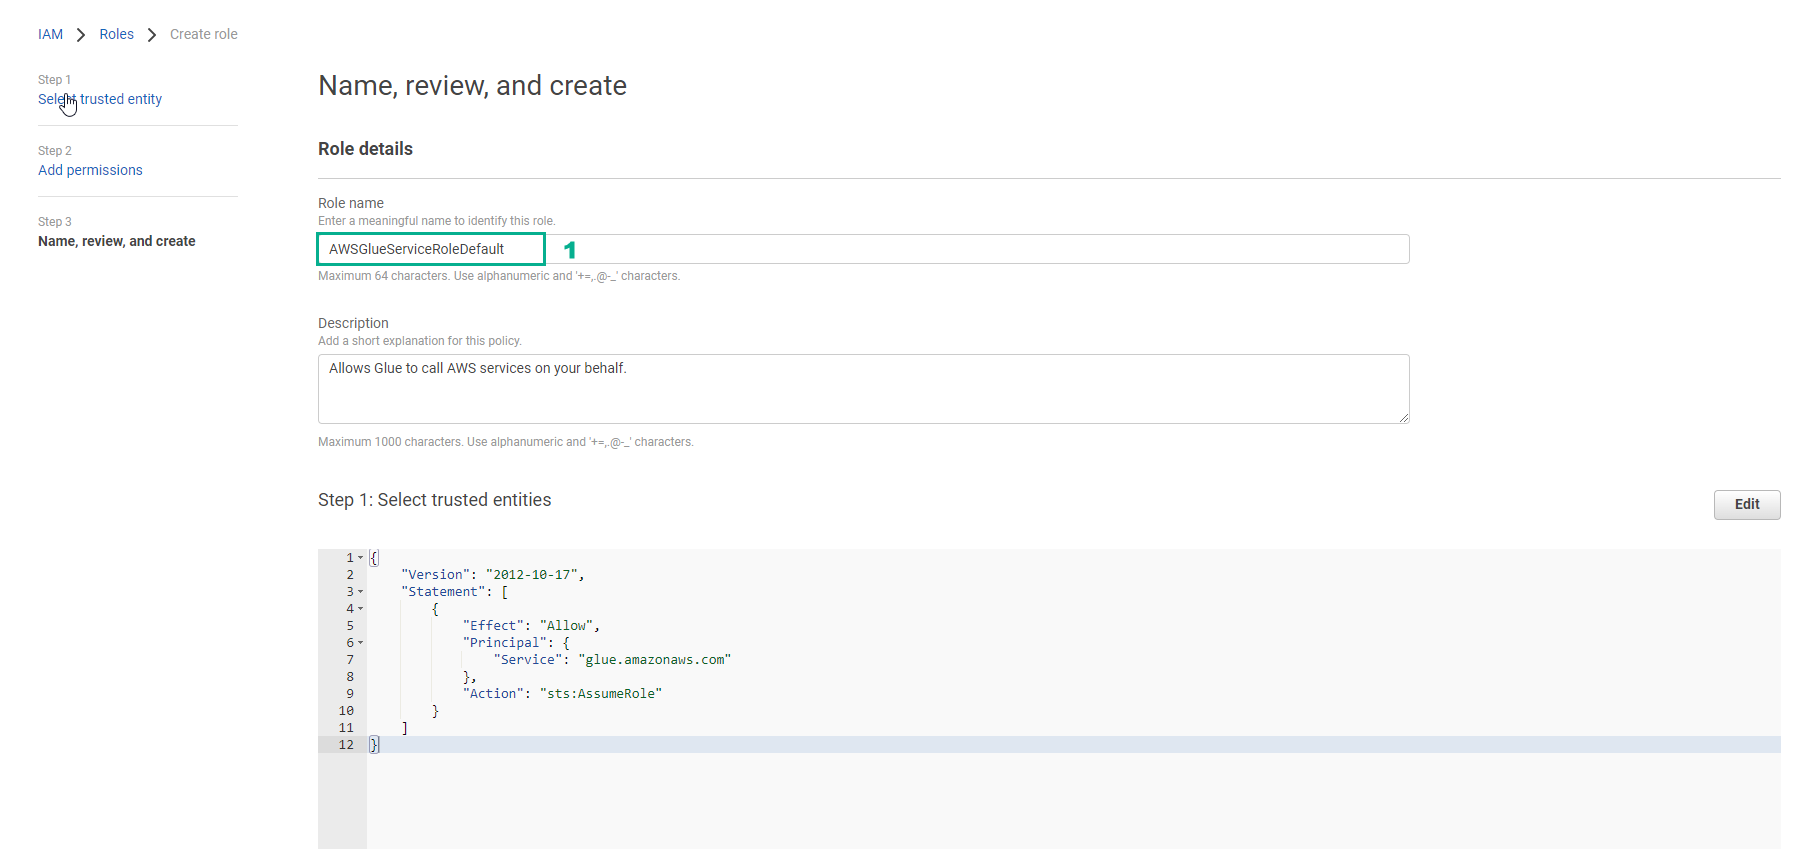 IAM > Roles > Create role
Step 1
Select trusted entity
Step 2
Add permissions
Step 3
Name, review, and create
Name, review, and create
Role details
Role name
Enter a meaningful name to identify this role.
AWSGlueServiceRoleDefault 1
Maximum 64 characters. Use alphanumeric and '+=,.@-_' characters.
Description
Add a short explanation for this policy.
Allows Glue to call AWS services on your behalf.
Maximum 1000 characters. Use alphanumeric and '+=,.@-_' characters.
Step 1: Select trusted entities
Edit
1 {
2     "Version": "2012-10-17",
3     "Statement": [
4         {
5             "Effect": "Allow",
6             "Principal": {
7                 "Service": "glue.amazonaws.com"
8             },
9             "Action": "sts:AssumeRole"
10         }
11     ]
12 }